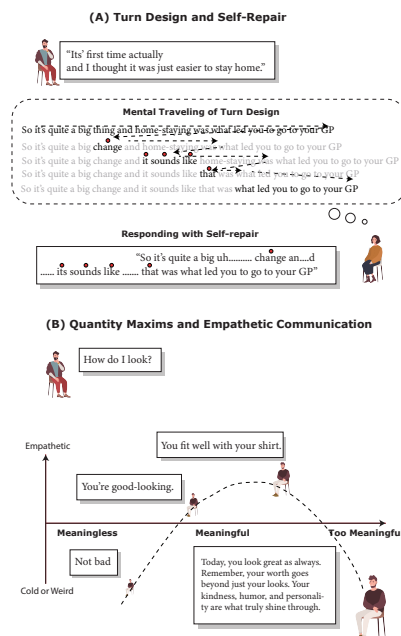 (A) Turn Design and Self-Repair
“Its’ first time actually
and I thought it was just easier to stay home.”
Mental Traveling of Turn Design
So it’s quite a big thing and home-staying was what led you to go to your GP
So it’s quite a big change and home-staying was what led you to go to your GP
So it’s quite a big change and it sounds like home-staying was what led you to go to your GP
So it’s quite a big change and it sounds like that was what led you to go to your GP
So it’s quite a big change and it sounds like that was what led you to go to your GP
Responding with Self-repair
“So it’s quite a big uh.......... change an....d
...... its sounds like ....... that was what led you to go to your GP”
(B) Quantity Maxims and Empathetic Communication
How do I look?
Empathetic
You fit well with your shirt.
You’re good-looking.
Meaningless
Meaningful
Too Meaningfu
Not bad
Today, you look great as always.
Remember, your worth goes
beyond just your looks. Your
kindness, humor, and personali-
ty are what truly shine through.
Cold or Weird